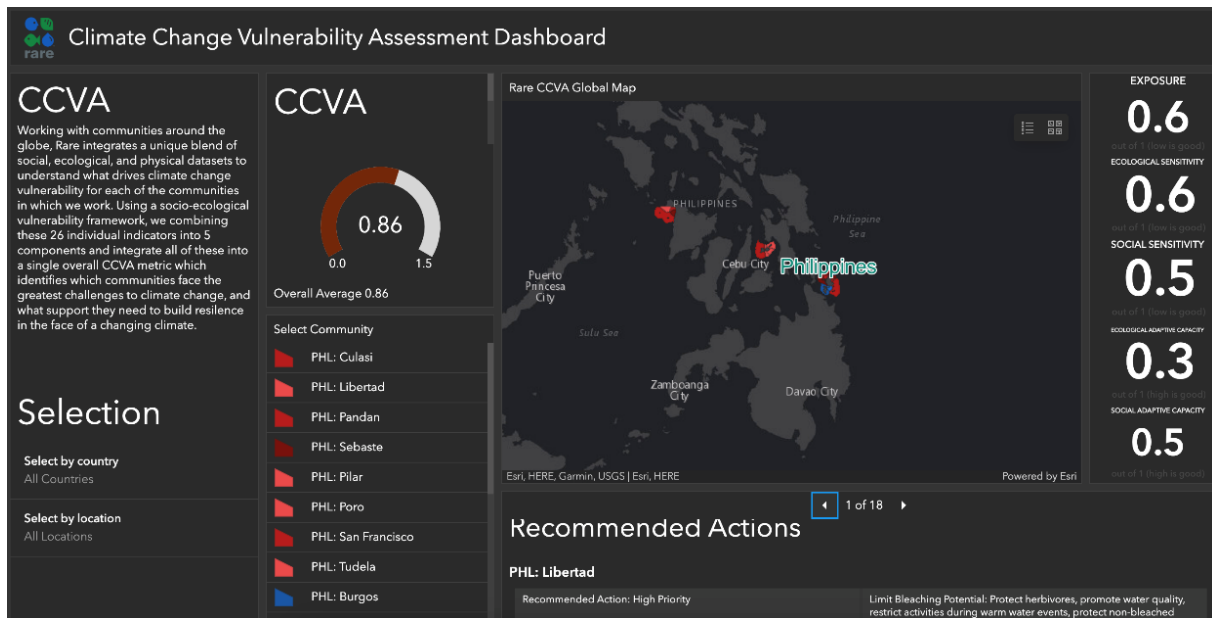 rare
Climate Change Vulnerability Assessment Dashboard
CCVA
Working with communities around the
globe, Rare integrates a unique blend of
social, ecological, and physical datasets to
understand what drives climate change
vulnerability for each of the communities
in which we work. Using a socio-ecological
vulnerability framework, we combining
these 26 individual indicators into 5
components and integrate all of these into
a single overall CCVA metric which
identifies which communities face the
greatest challenges to climate change, and
what support they need to build resilence
in the face of a changing climate.
Selection
Select by country
All Countries
Select by location
All Locations
CCVA
0.86
0.0
1.5
Overall Average 0.86
Select Community
PHL: Culasi
PHL: Libertad
PHL: Pandan
PHL: Sebaste
PHL: Pilar
PHL: Poro
PHL: San Francisco
PHL: Tudela
PHL: Burgos
Rare CCVA Global Map
PHILIPPINES
Philippine
Sea
Cebu City
Philippines
Puerto
Princesa
City
Sulu Sea
Zamboanga
City
Davao City
Esri, HERE, Garmin, USGS | Esri, HERE
Powered by Esri
EXPOSURE
0.6
out of 1 (low is good)
ECOLOGICAL SENSITIVITY
0.6
out of 1 (low is good)
SOCIAL SENSITIVITY
0.5
out of 1 (low is good)
ECOLOGICAL ADAPTIVE CAPACITY
0.3
out of 1 (high is good)
SOCIAL ADAPTIVE CAPACITY
0.5
out of 1 (high is good)
1 of 18
Recommended Actions
PHL: Libertad
Recommended Action: High Priority
Limit Bleaching Potential: Protect herbivores, promote water quality,
restrict activities during warm water events, protect non-bleached